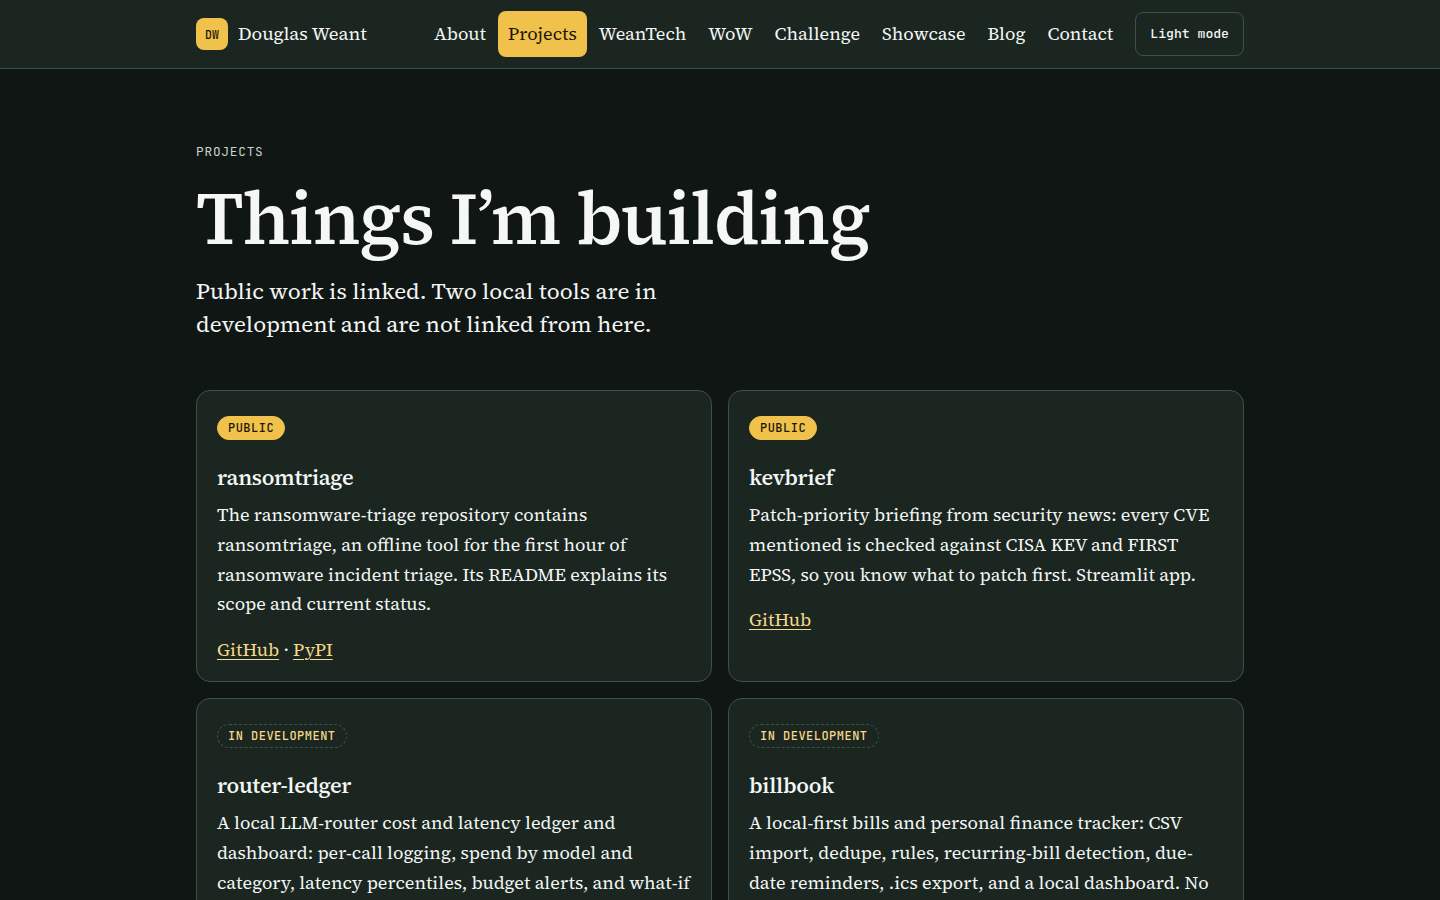 DW Douglas Weant About Projects WeanTech WoW Challenge Showcase Blog Contact Light mode
PROJECTS
Things I’m building
Public work is linked. Two local tools are in
development and are not linked from here.
PUBLIC
ransomtriage
The ransomware-triage repository contains
ransomtriage, an offline tool for the first hour of
ransomware incident triage. Its README explains its
scope and current status.
GitHub · PyPI
PUBLIC
kevbrief
Patch-priority briefing from security news: every CVE
mentioned is checked against CISA KEV and FIRST
EPSS, so you know what to patch first. Streamlit app.
GitHub
IN DEVELOPMENT
router-ledger
A local LLM-router cost and latency ledger and
dashboard: per-call logging, spend by model and
category, latency percentiles, budget alerts, and what-if
IN DEVELOPMENT
billbook
A local-first bills and personal finance tracker: CSV
import, dedupe, rules, recurring-bill detection, due-
date reminders, .ics export, and a local dashboard. No